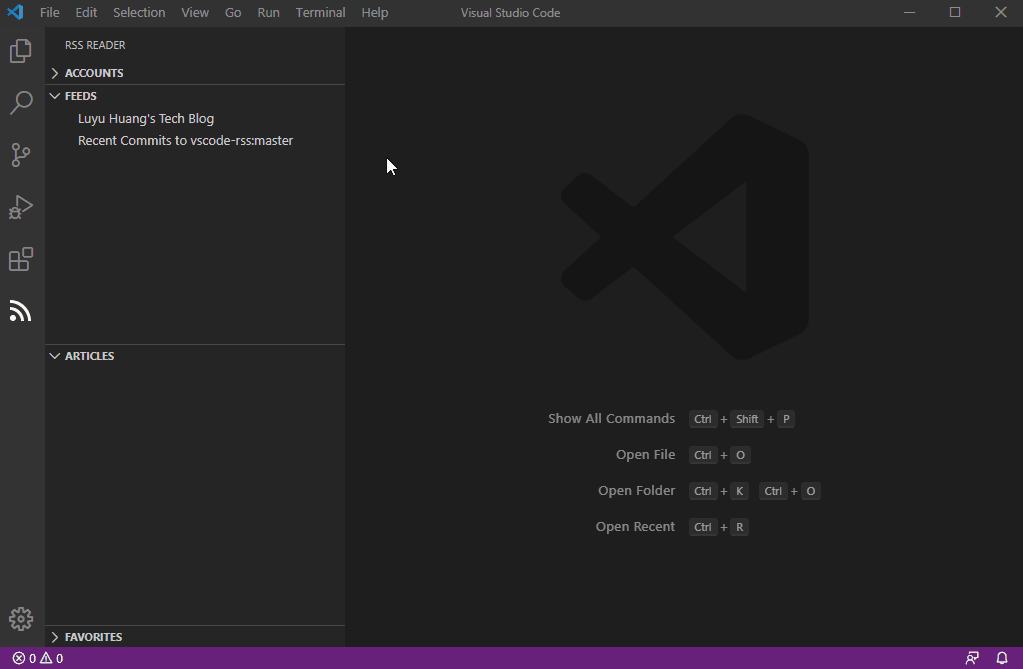 File Edit Selection View Go Run Terminal Help Visual Studio Code
RSS READER
ACCOUNTS
FEEDS
Luyu Huang's Tech Blog
Recent Commits to vscode-rss:master
ARTICLES
Show All Commands Ctrl + Shift + P
Open File Ctrl + O
Open Folder Ctrl + K Ctrl + O
Open Recent Ctrl + R
FAVORITES
0 0